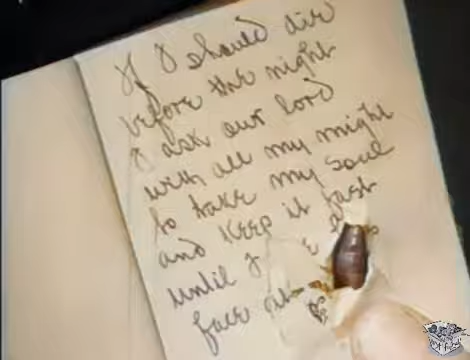 If I should die
before the night
I ask our lord
with all my might
to take my soul
and keep it fast
until
face